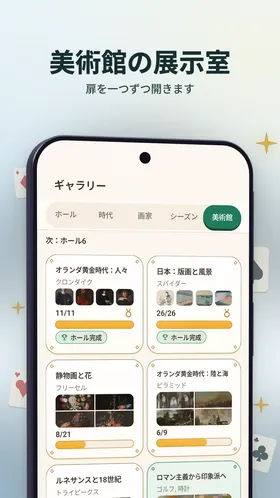 美術館の展示室
扉を一つずつ開きます
ギャラリー
ホール 時代 画家 シーズン 美術館
次：ホール6
オランダ黄金時代：人々
クロンダイク
11/11
ホール完成
日本：版画と風景
スパイダー
26/26
ホール完成
静物画と花
フリーセル
8/21
オランダ黄金時代：陸と海
ピラミッド
6/9
ルネサンスと18世紀
トライピークス
ロマン主義から印象派へ
ゴルフ, 時計